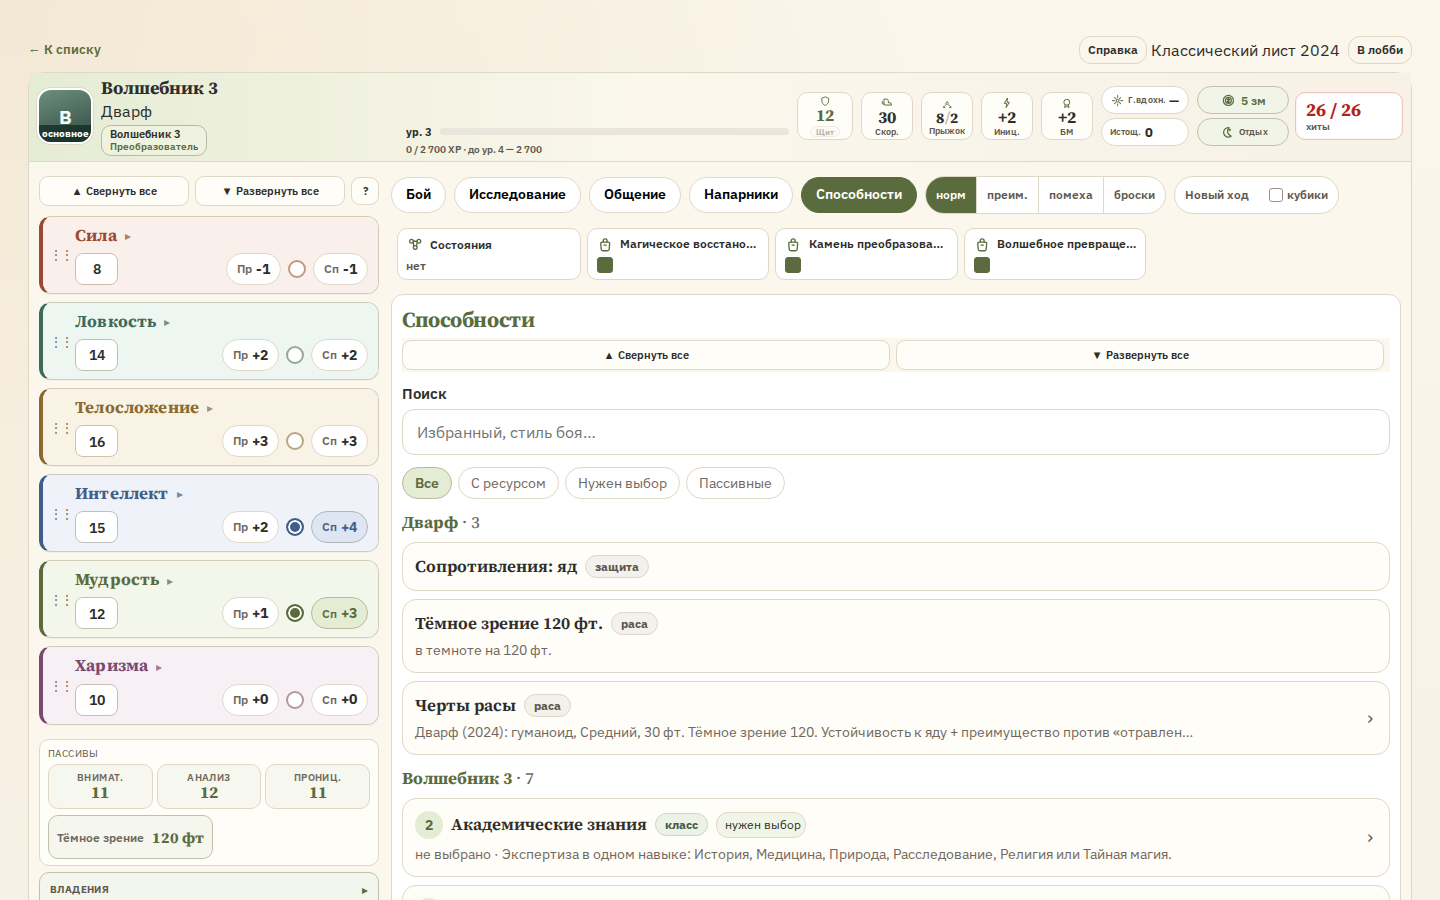 ← К списку
Справка Классический лист 2024 В лобби
В
основное
Волшебник 3
Дварф
Волшебник 3
Преобразователь
ур. 3
0 / 2 700 XP · до ур. 4 — 2 700
12
Щит
30
Скор.
8/2
Прыжок
+2
Иниц.
+2
БМ
Г.вдохн. —
Истощ. 0
5 зм
Отдых
26 / 26
хиты
▲ Свернуть все ▼ Развернуть все ?
Сила ▸
8 Пр -1 Сп -1
Ловкость ▸
14 Пр +2 Сп +2
Телосложение ▸
16 Пр +3 Сп +3
Интеллект ▸
15 Пр +2 Сп +4
Мудрость ▸
12 Пр +1 Сп +3
Харизма ▸
10 Пр +0 Сп +0
ПАССИВЫ
ВНИМАТ. АНАЛИЗ ПРОНИЦ.
11 12 11
Тёмное зрение 120 фт
ВЛАДЕНИЯ ▸
Бой Исследование Общение Напарники Способности норм преим. помеха броски Новый ход кубики
Состояния
нет
Магическое восстано...
Камень преобразова...
Волшебное превраще...
Способности
▲ Свернуть все ▼ Развернуть все
Поиск
Избранный, стиль боя...
Все С ресурсом Нужен выбор Пассивные
Дварф · 3
Сопротивления: яд защита
Тёмное зрение 120 фт. раса
в темноте на 120 фт.
Черты расы раса
Дварф (2024): гуманоид, Средний, 30 фт. Тёмное зрение 120. Устойчивость к яду + преимущество против «отравлен... ›
Волшебник 3 · 7
2 Академические знания класс нужен выбор
не выбрано · Экспертиза в одном навыке: История, Медицина, Природа, Расследование, Религия или Тайная магия. ›